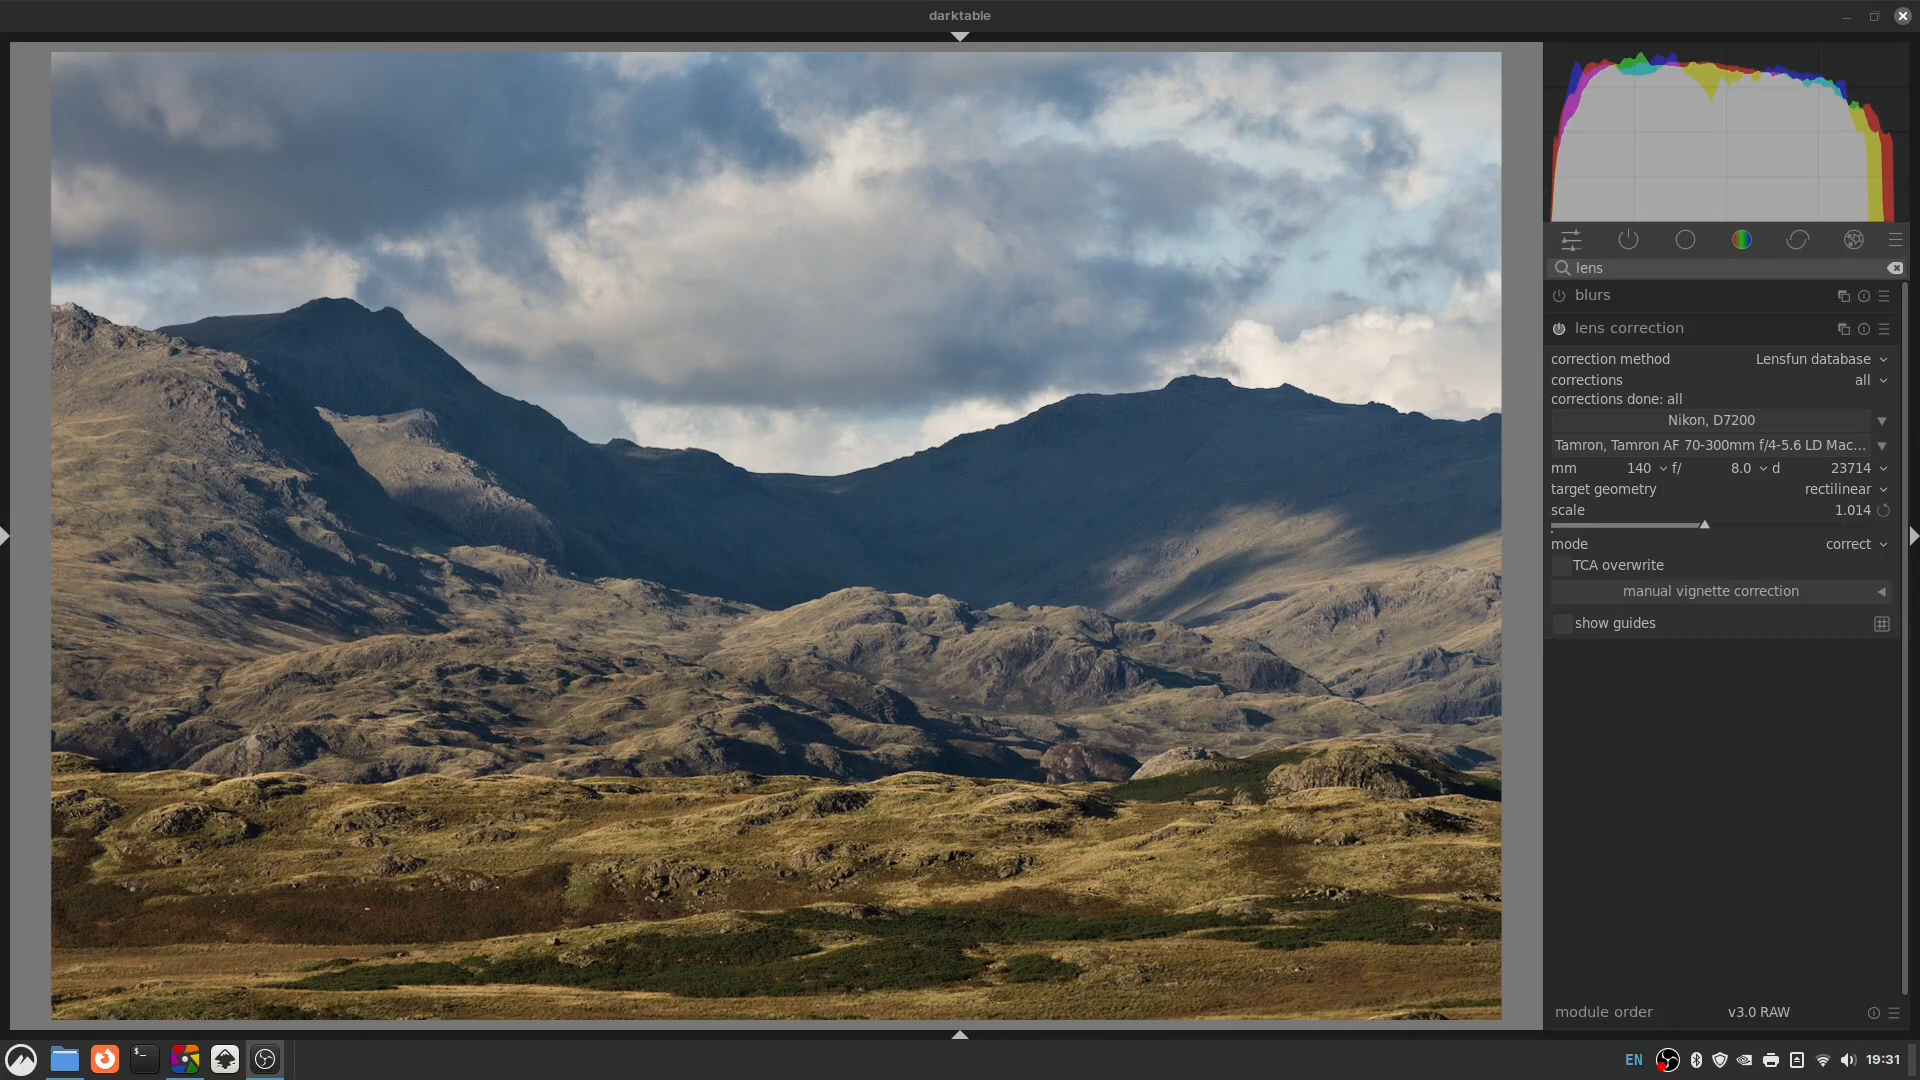 darktable
lens
blurs
lens correction
correction method Lensfun database
corrections all
corrections done: all
Nikon, D7200
Tamron, Tamron AF 70-300mm f/4-5.6 LD Mac...
mm 140 f/ 8.0 d 23714
target geometry rectilinear
scale 1.014
mode correct
TCA overwrite
manual vignette correction
show guides
module order v3.0 RAW
EN 19:31